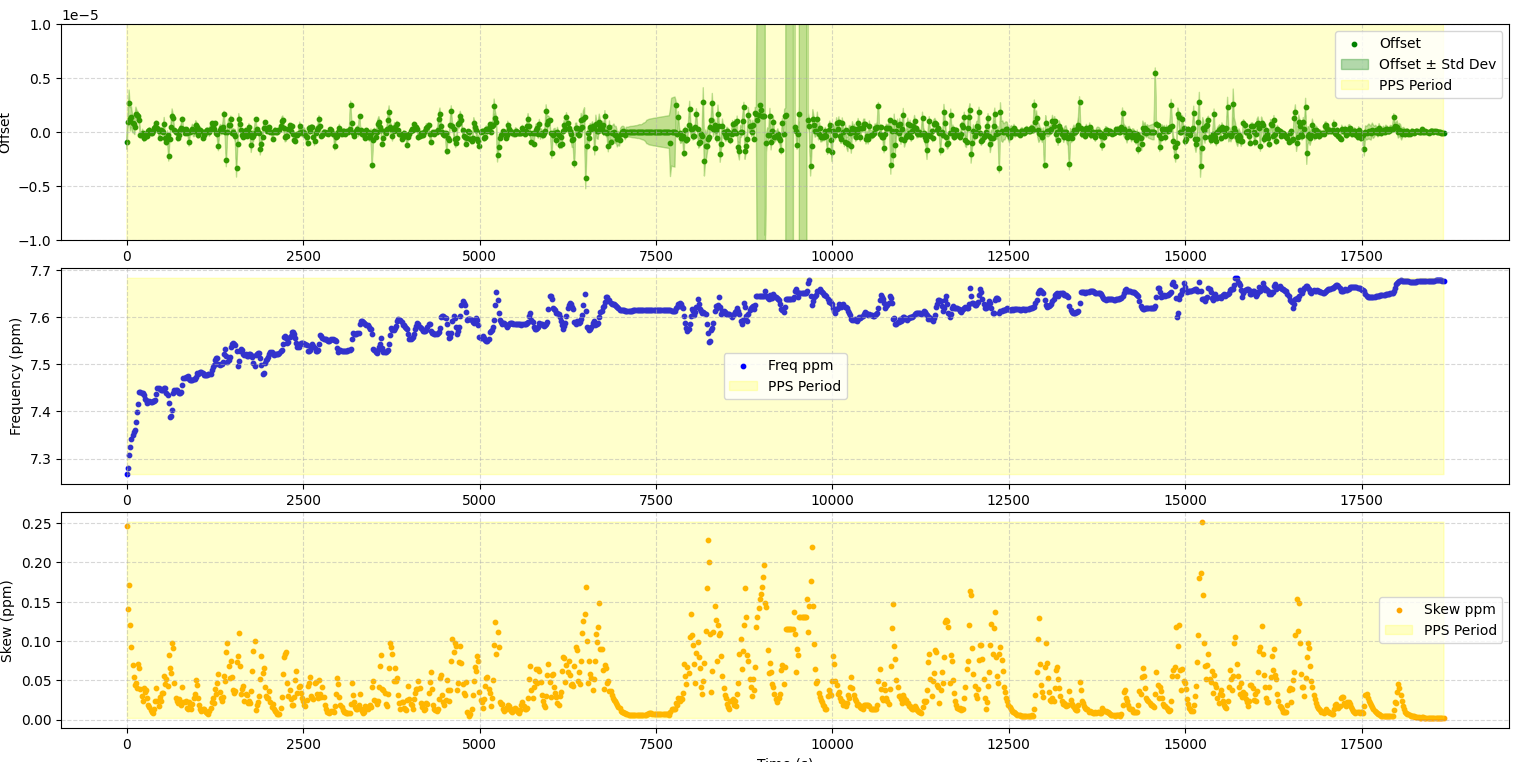 1e−5
1.0
0.5
0.0
−0.5
−1.0
Offset
Offset
Offset ± Std Dev
PPS Period
0 2500 5000 7500 10000 12500 15000 17500
7.7
7.6
7.5
7.4
7.3
Frequency (ppm)
Freq ppm
PPS Period
0 2500 5000 7500 10000 12500 15000 17500
0.25
0.20
0.15
0.10
0.05
0.00
Skew (ppm)
Skew ppm
PPS Period
0 2500 5000 7500 10000 12500 15000 17500
Time (s)